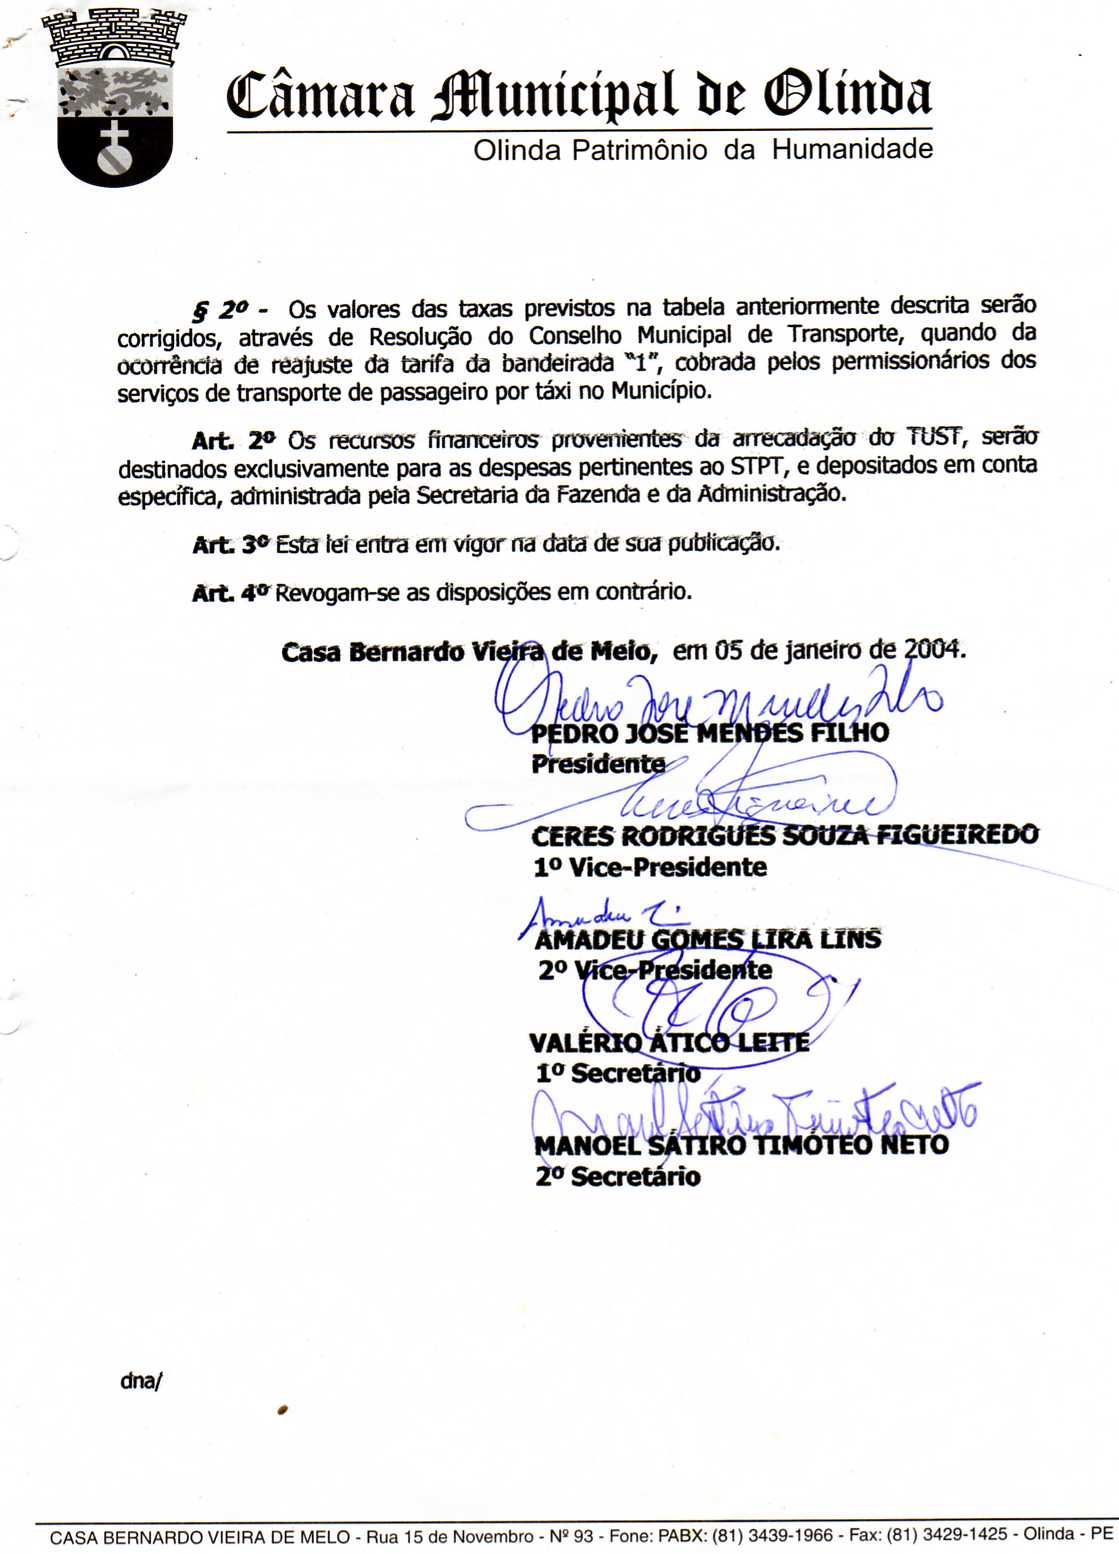 Câmara Municipal de Olinda
Olinda Patrimônio da Humanidade
§ 2º - Os valores das taxas previstos na tabela anteriormente descrita serão
corrigidos, através de Resolução do Conselho Municipal de Transporte, quando da
ocorrência de reajuste da tarifa da bandeirada "1", cobrada pelos permissionários dos
serviços de transporte de passageiro por táxi no Município.
Art. 2º Os recursos financeiros provenientes da arrecadação do TUST, serão
destinados exclusivamente para as despesas pertinentes ao STPT, e depositados em conta
específica, administrada pela Secretaria da Fazenda e da Administração.
Art. 3º Esta lei entra em vigor na data de sua publicação.
Art. 4º Revogam-se as disposições em contrário.
Casa Bernardo Vieira de Melo, em 05 de janeiro de 2004.
Pedro José Mendes Filho
PEDRO JOSÉ MENDES FILHO
Presidente
Ceres Figueiredo
CERES RODRIGUES SOUZA FIGUEIREDO
1º Vice-Presidente
Amadeu
AMADEU GOMES LIRA LINS
2º Vice-Presidente
VALÉRIO ÁTICO LEITE
1º Secretário
Manoel Sátiro Timóteo Neto
MANOEL SÁTIRO TIMÓTEO NETO
2º Secretário
dna/
CASA BERNARDO VIEIRA DE MELO - Rua 15 de Novembro - Nº 93 - Fone: PABX: (81) 3439-1966 - Fax: (81) 3429-1425 - Olinda - PE